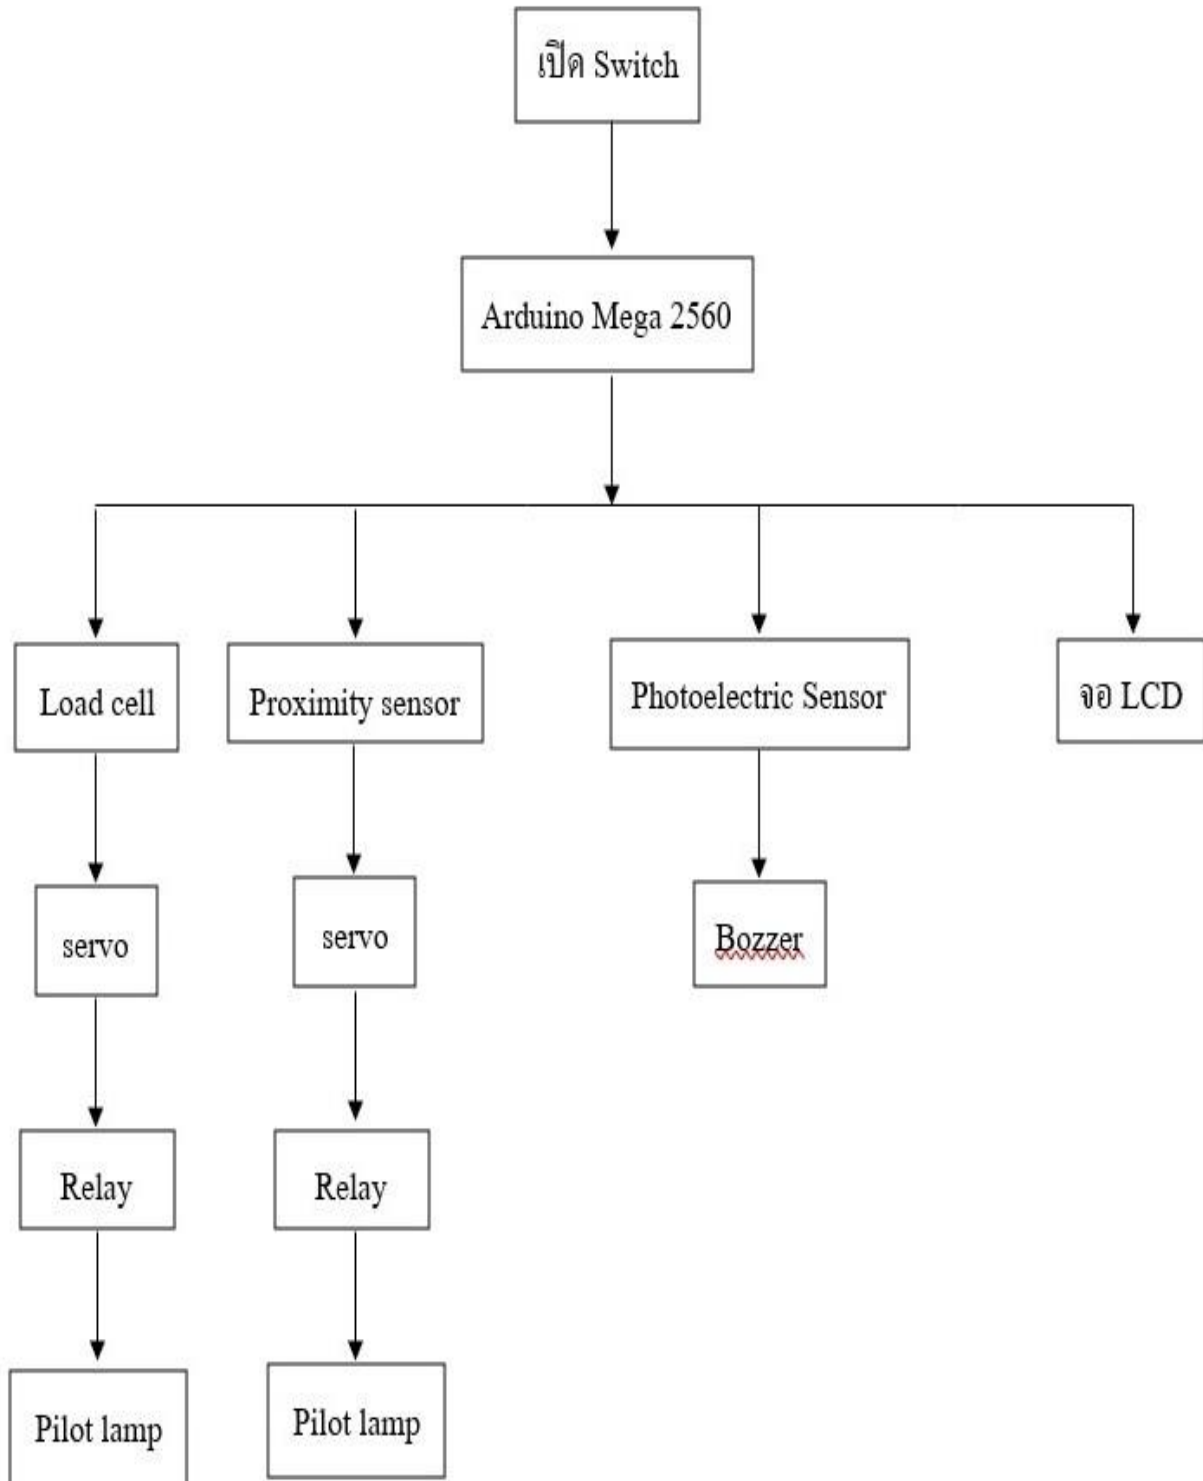 เปิด Switch
Arduino Mega 2560
Load cell
Proximity sensor
Photoelectric Sensor
จอ LCD
servo
servo
Bozzer
Relay
Relay
Pilot lamp
Pilot lamp